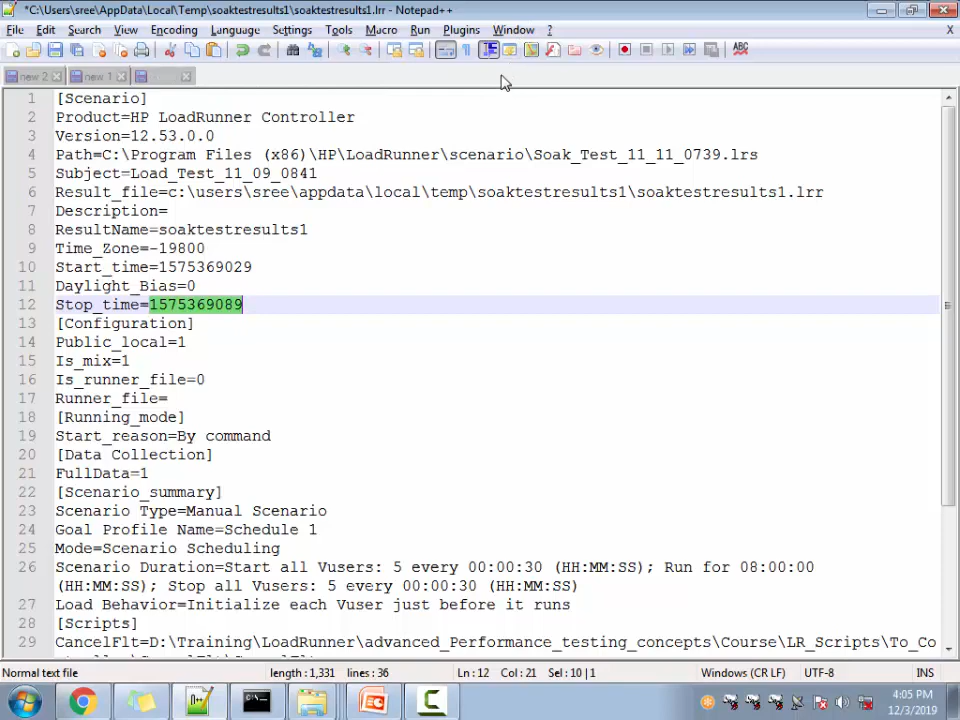 *C:\Users\sree\AppData\Local\Temp\soaktestresults1\soaktestresults1.lrr - Notepad++
File Edit Search View Encoding Language Settings Tools Macro Run Plugins Window ? X
new 2 new 1
1 [Scenario]
2 Product=HP LoadRunner Controller
3 Version=12.53.0.0
4 Path=C:\Program Files (x86)\HP\LoadRunner\scenario\Soak_Test_11_11_0739.lrs
5 Subject=Load_Test_11_09_0841
6 Result_file=c:\users\sree\appdata\local\temp\soaktestresults1\soaktestresults1.lrr
7 Description=
8 ResultName=soaktestresults1
9 Time_Zone=-19800
10 Start_time=1575369029
11 Daylight_Bias=0
12 Stop_time=1575369089
13 [Configuration]
14 Public_local=1
15 Is_mix=1
16 Is_runner_file=0
17 Runner_file=
18 [Running_mode]
19 Start_reason=By command
20 [Data Collection]
21 FullData=1
22 [Scenario_summary]
23 Scenario Type=Manual Scenario
24 Goal Profile Name=Schedule 1
25 Mode=Scenario Scheduling
26 Scenario Duration=Start all Vusers: 5 every 00:00:30 (HH:MM:SS); Run for 08:00:00
(HH:MM:SS); Stop all Vusers: 5 every 00:00:30 (HH:MM:SS)
27 Load Behavior=Initialize each Vuser just before it runs
28 [Scripts]
29 CancelFlt=D:\Training\LoadRunner\advanced_Performance_testing_concepts\Course\LR_Scripts\To_Co
Normal text file length : 1,331 lines : 36 Ln : 12 Col : 21 Sel : 10 | 1 Windows (CR LF) UTF-8 INS
4:05 PM
12/3/2019